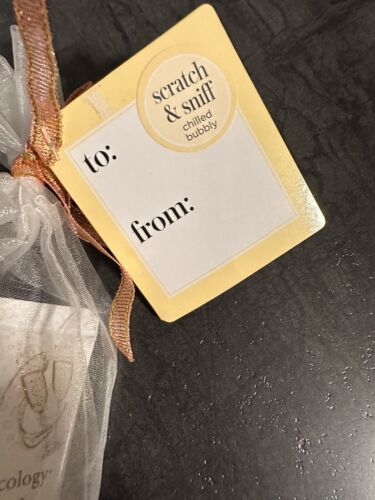 scratch
& sniff
chilled
bubbly
to:
from:
cology